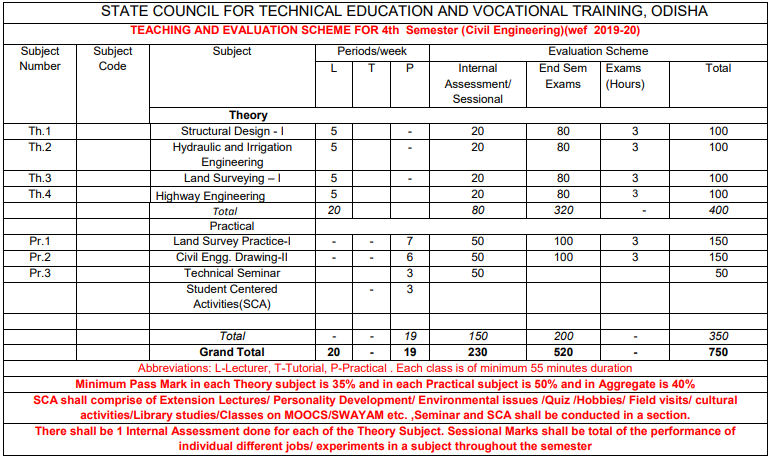 STATE COUNCIL FOR TECHNICAL EDUCATION AND VOCATIONAL TRAINING, ODISHA
TEACHING AND EVALUATION SCHEME FOR 4th Semester (Civil Engineering)(wef 2019-20)
Subject Number Subject Code Subject Periods/week Evaluation Scheme
L T P Internal Assessment/ Sessional End Sem Exams Exams (Hours) Total
Theory
Th.1 Structural Design - I 5 - 20 80 3 100
Th.2 Hydraulic and Irrigation Engineering 5 - 20 80 3 100
Th.3 Land Surveying – I 5 - 20 80 3 100
Th.4 Highway Engineering 5 20 80 3 100
Total 20 80 320 - 400
Practical
Pr.1 Land Survey Practice-I - - 7 50 100 3 150
Pr.2 Civil Engg. Drawing-II - - 6 50 100 3 150
Pr.3 Technical Seminar 3 50 50
Student Centered Activities(SCA) - 3
Total - - 19 150 200 - 350
Grand Total 20 - 19 230 520 - 750
Abbreviations: L-Lecturer, T-Tutorial, P-Practical . Each class is of minimum 55 minutes duration
Minimum Pass Mark in each Theory subject is 35% and in each Practical subject is 50% and in Aggregate is 40%
SCA shall comprise of Extension Lectures/ Personality Development/ Environmental issues /Quiz /Hobbies/ Field visits/ cultural
activities/Library studies/Classes on MOOCS/SWAYAM etc. ,Seminar and SCA shall be conducted in a section.
There shall be 1 Internal Assessment done for each of the Theory Subject. Sessional Marks shall be total of the performance of
individual different jobs/ experiments in a subject throughout the semester